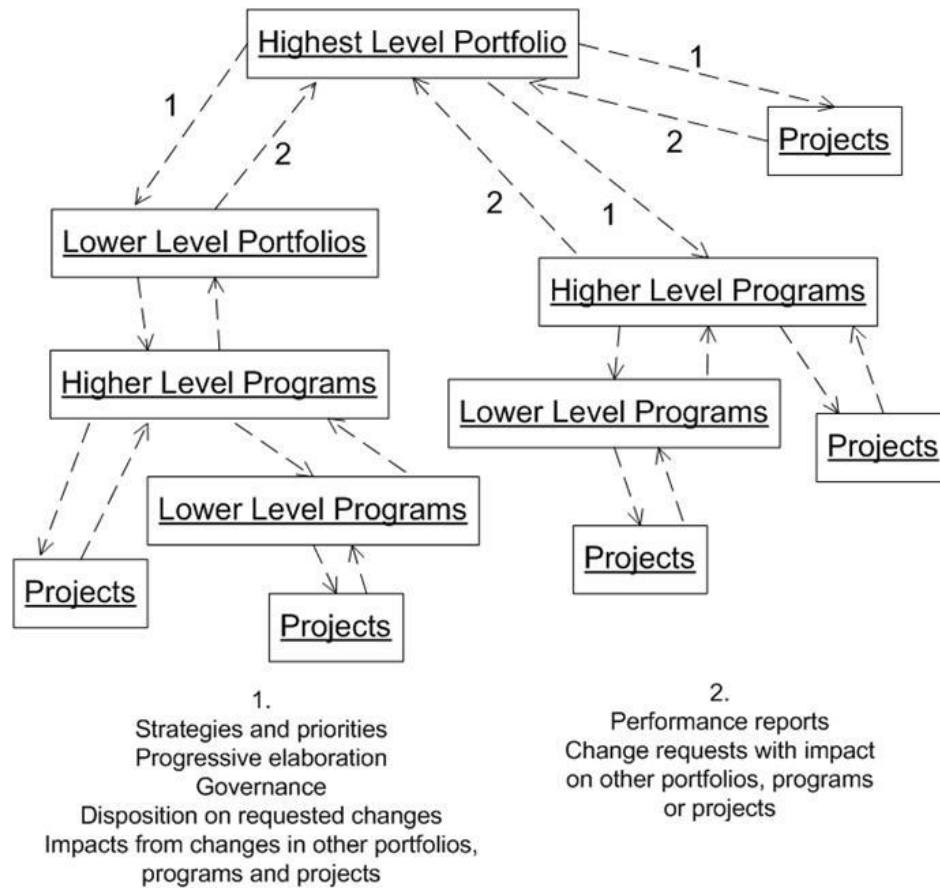 Highest Level Portfolio
1
1
Projects
2
2
2
1
Lower Level Portfolios
Higher Level Programs
Higher Level Programs
Lower Level Programs
Projects
Lower Level Programs
Projects
Projects
Projects
1.
Strategies and priorities
Progressive elaboration
Governance
Disposition on requested changes
Impacts from changes in other portfolios,
programs and projects
2.
Performance reports
Change requests with impact
on other portfolios, programs
or projects